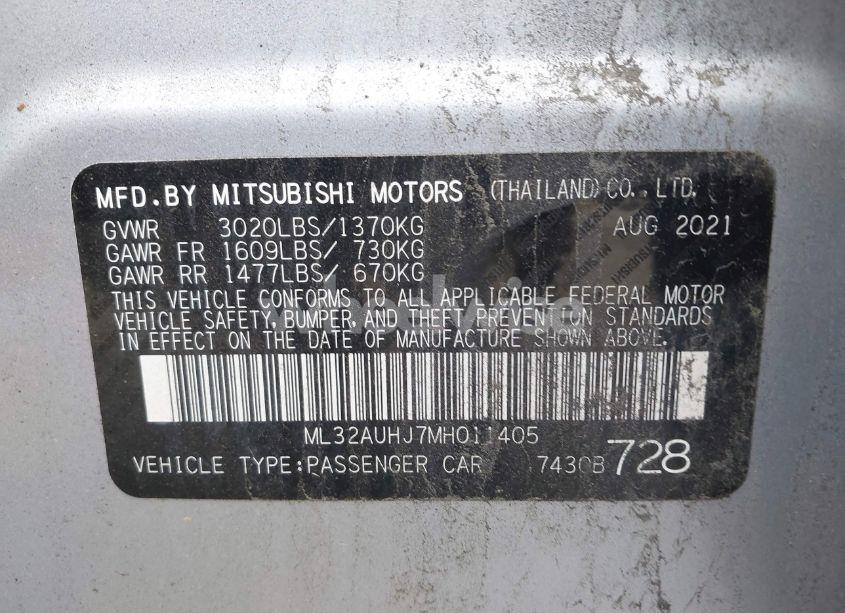 MFD.BY MITSUBISHI MOTORS (THAILAND) CO., LTD.
GVWR 3020LBS/1370KG AUG 2021
GAWR FR 1609LBS/ 730KG
GAWR RR 1477LBS/ 670KG
THIS VEHICLE CONFORMS TO ALL APPLICABLE FEDERAL MOTOR
VEHICLE SAFETY, BUMPER, AND THEFT PREVENTION STANDARDS
IN EFFECT ON THE DATE OF MANUFACTURE SHOWN ABOVE.
ML32AUHJ7MH011405
VEHICLE TYPE:PASSENGER CAR 7430B 728